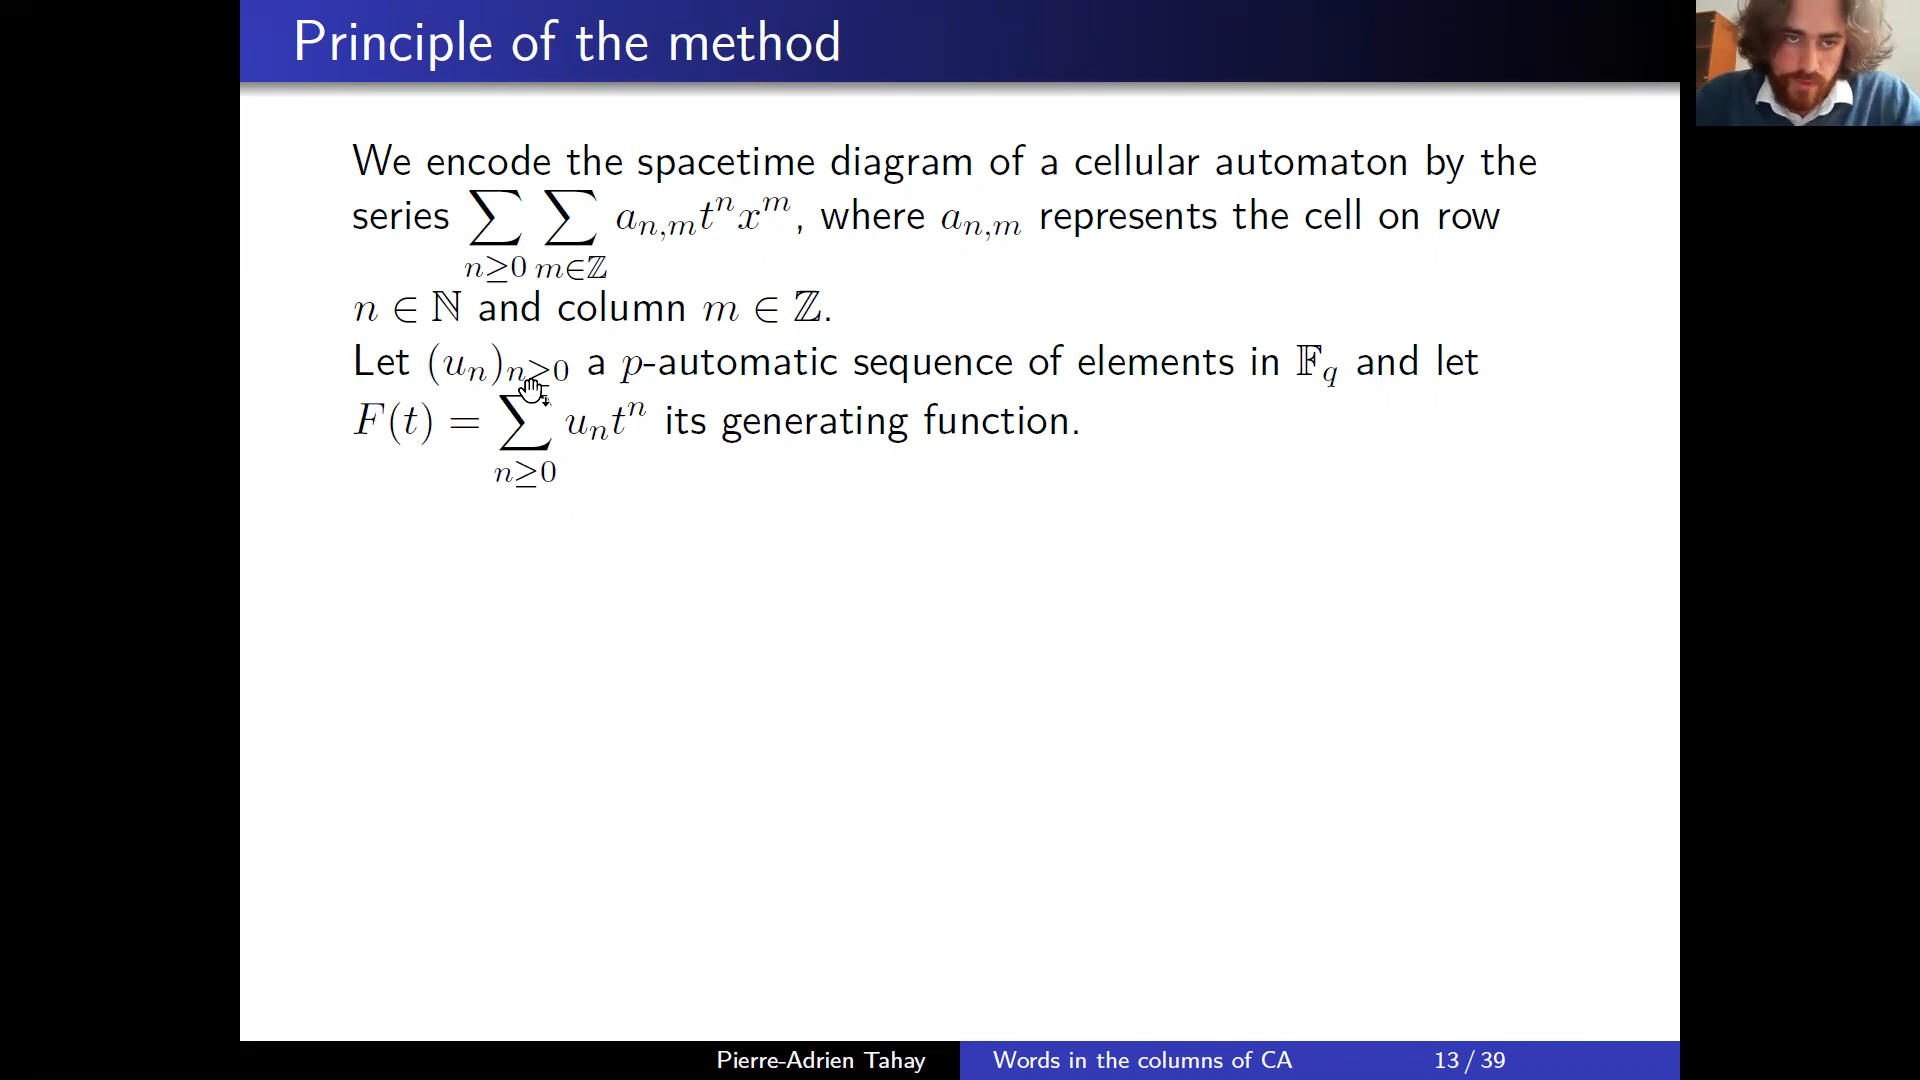 Principle of the method
We encode the spacetime diagram of a cellular automaton by the
series ∑_{n≥0} ∑_{m∈ℤ} a_{n,m} t^n x^m, where a_{n,m} represents the cell on row
n ∈ ℕ and column m ∈ ℤ.
Let (u_n)_{n≥0} a p-automatic sequence of elements in 𝔽_q and let
F(t) = ∑_{n≥0} u_n t^n its generating function.
Pierre-Adrien Tahay Words in the columns of CA 13 / 39